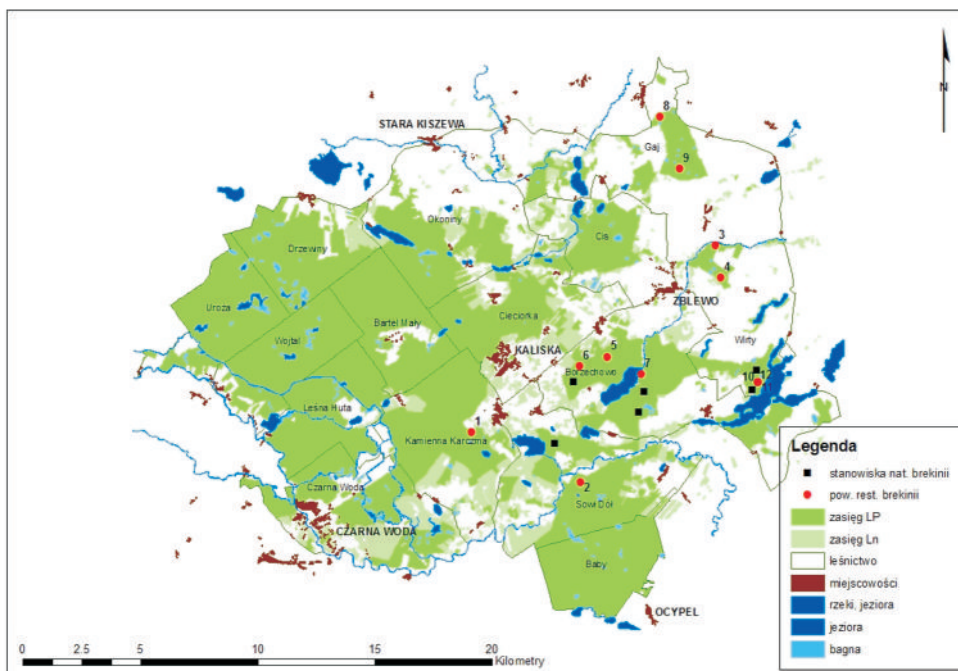 N
8
STARA KISZEWA
Gaj
9
Okoniny
Cis
3
Drzewiny
4
ZBLEWO
Uroża
Cieciorka
Bartel Mały
Wirty
Wojtal
KALISKA
5
6
Borzechowo
7
10
Leśna Huta
1
Kamienna Karczma
Legenda
stanowiska nat. brekinii
pow. rest. brekinii
zasięg LP
zasięg Ln
leśnictwo
miejscowości
rzeki, jeziora
jeziora
bagna
2
Sowi Dół
Czarna Woda
CZARNA WODA
Baby
OCYPEL
0 2.5 5 10 15 20
Kilometry